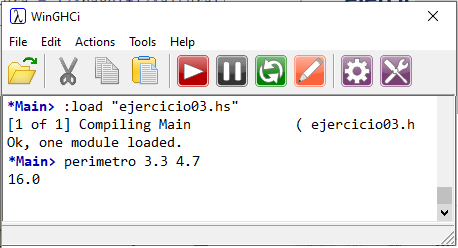 WinGHCi
File Edit Actions Tools Help
*Main> :load "ejercicio03.hs"
[1 of 1] Compiling Main ( ejercicio03.h
Ok, one module loaded.
*Main> perimetro 3.3 4.7
16.0